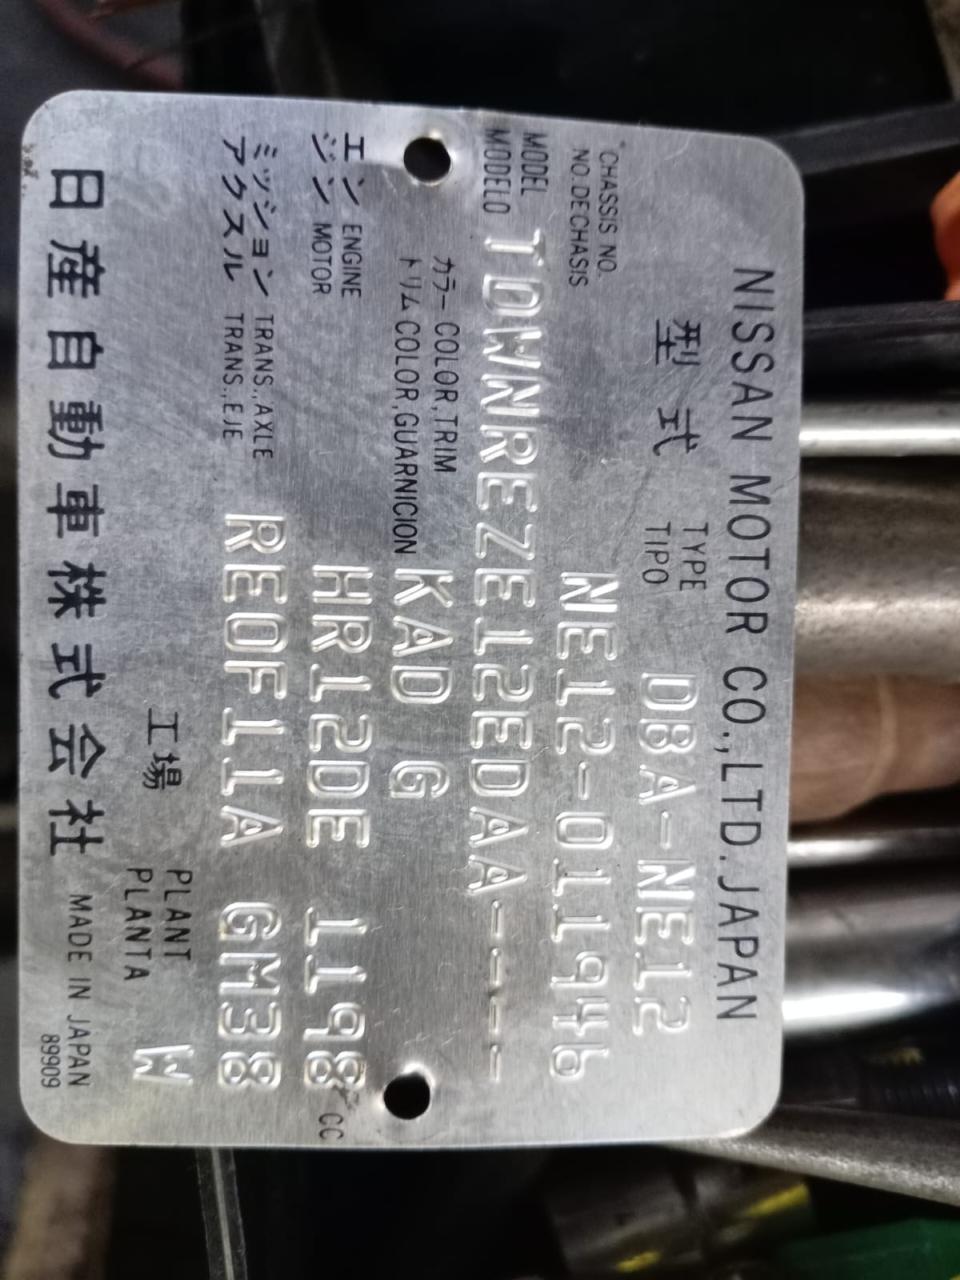 NISSAN MOTOR CO.,LTD.JAPAN
型式 TYPE DBA-NE12
TIPO
CHASSIS NO. NE12-011946
NO.DE CHASIS
MODEL TDWNREZE12EDAA-----
MODELO
カラー COLOR,TRIM KAD G
トリム COLOR,GUARNICION
エンジン ENGINE HR12DE 1198 CC
MOTOR
ミッション TRANS.,AXLE RE0F11A GM38
アクスル TRANS.,EJE
工場 PLANT W
PLANTA
日産自動車株式会社 MADE IN JAPAN
89909